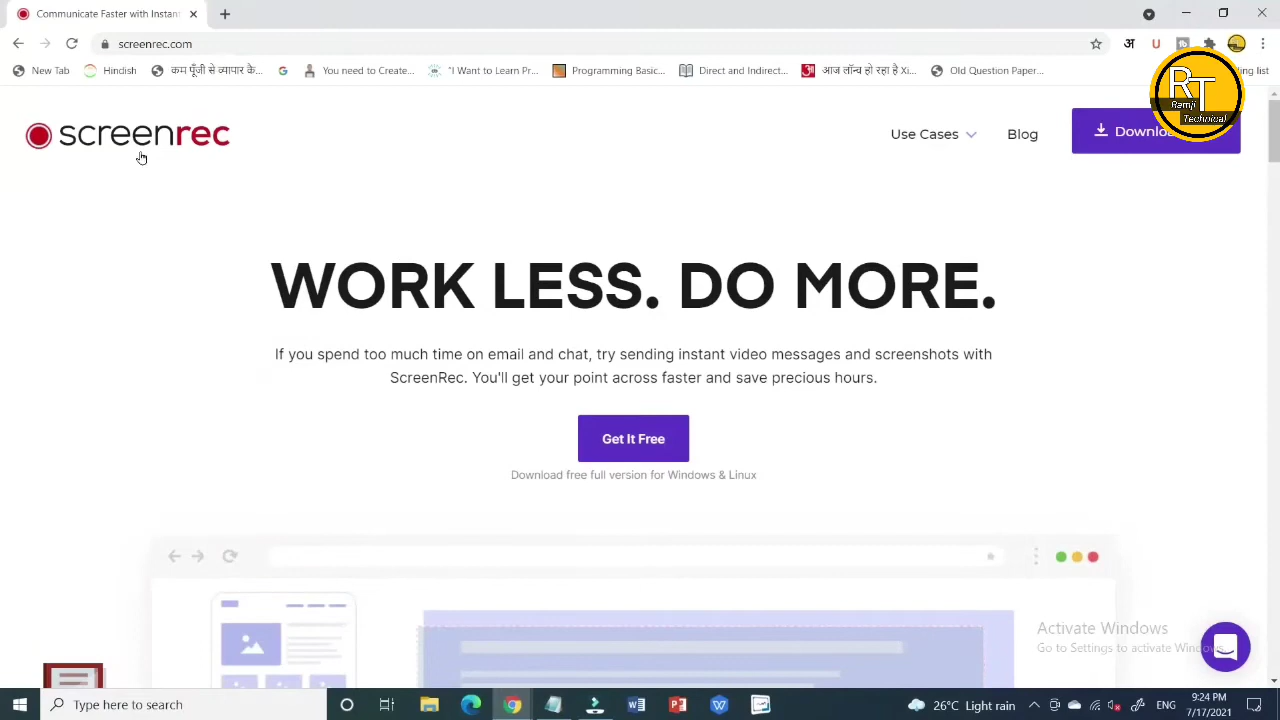 Communicate Faster with Instan
screenrec.com
New Tab
Hindish
कम पूँजी से व्यापार कै...
You need to Create...
"I Want to Learn Pr...
Programming Basic...
Direct and Indirect...
आज लॉन्च हो रहा है Xi...
Old Question Paper...
ing list
RT
Ramji
Technical
screenrec
Use Cases
Blog
WORK LESS. DO MORE.
If you spend too much time on email and chat, try sending instant video messages and screenshots with
ScreenRec. You'll get your point across faster and save precious hours.
Get It Free
Download free full version for Windows & Linux
Activate Windows
Go to Settings to activate Windows.
Type here to search
26°C Light rain
9:24 PM
7/17/2021